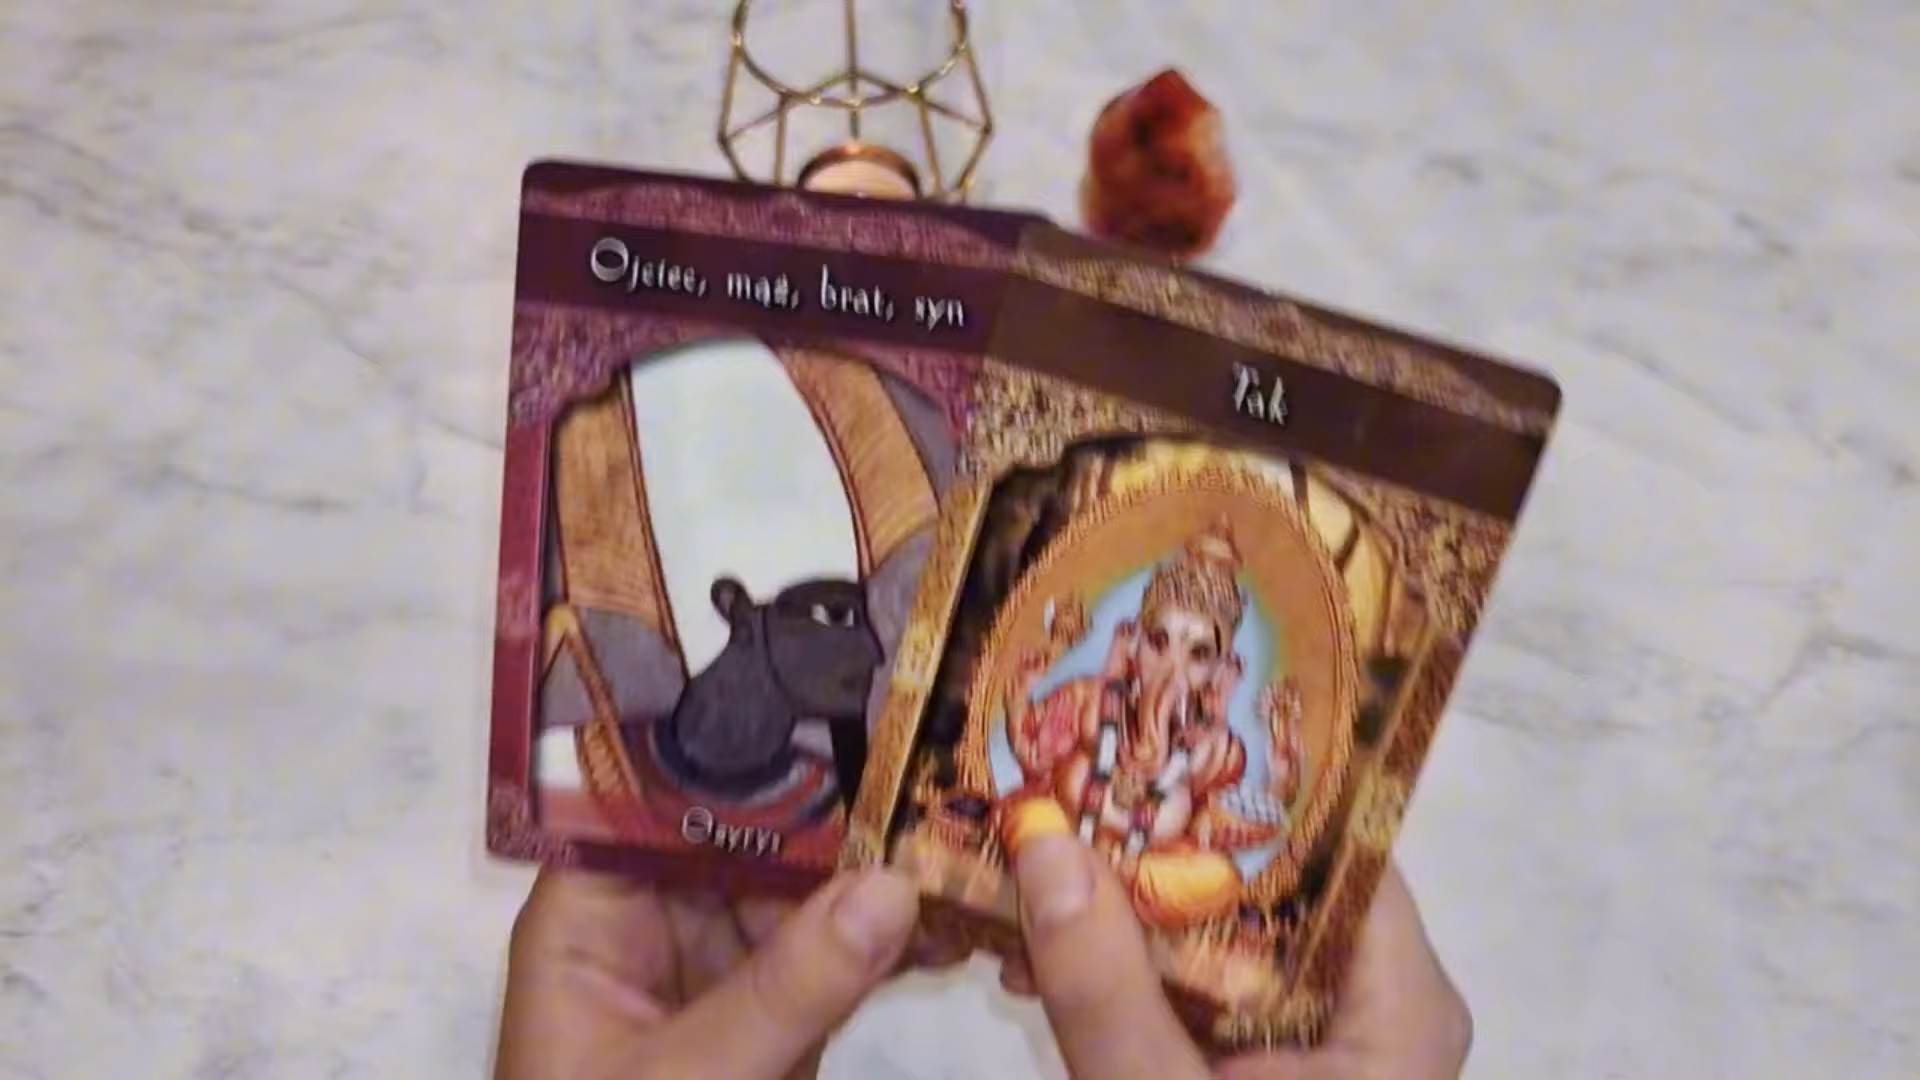 Ojciec, mąż, brat, syn
Tak
Ozyrys